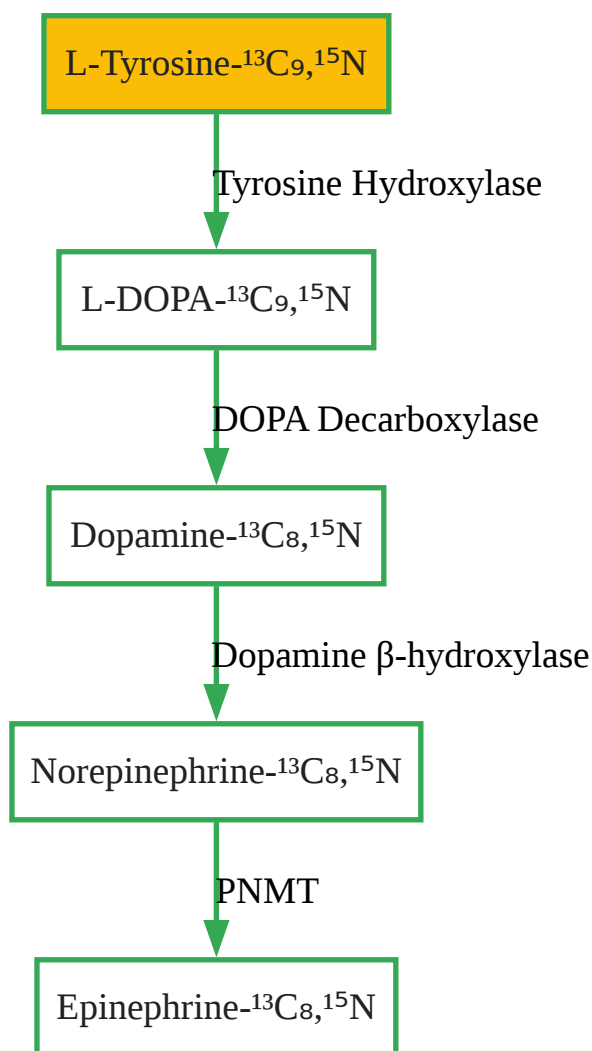 L-Tyrosine-¹³C₉,¹⁵N
Tyrosine Hydroxylase
L-DOPA-¹³C₉,¹⁵N
DOPA Decarboxylase
Dopamine-¹³C₈,¹⁵N
Dopamine β-hydroxylase
Norepinephrine-¹³C₈,¹⁵N
PNMT
Epinephrine-¹³C₈,¹⁵N